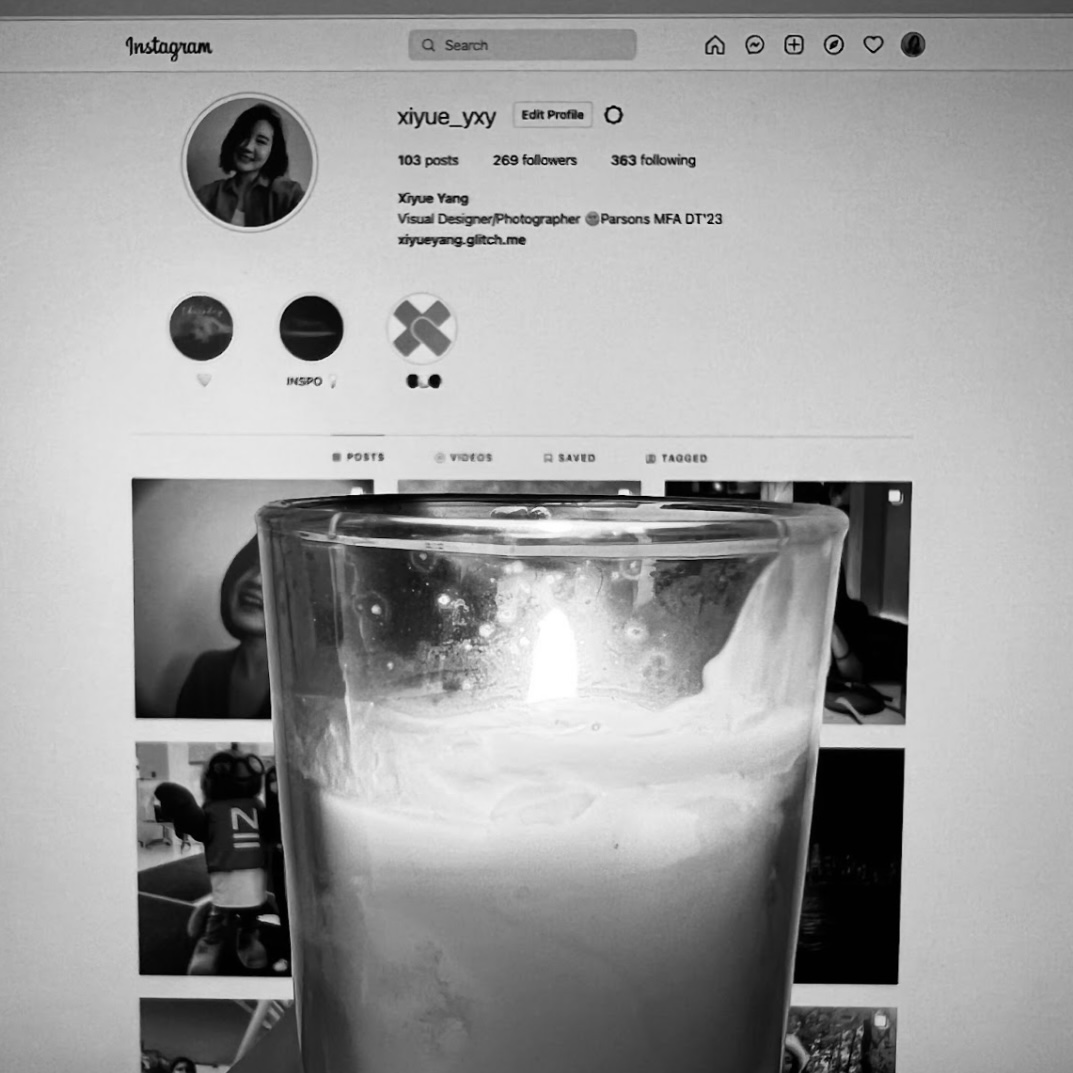 Instagram
Search
xiyue_yxy Edit Profile
103 posts 269 followers 363 following
Xiyue Yang
Visual Designer/Photographer Parsons MFA DT'23
xiyueyang.glitch.me
INSPO
POSTS VIDEOS SAVED TAGGED
N